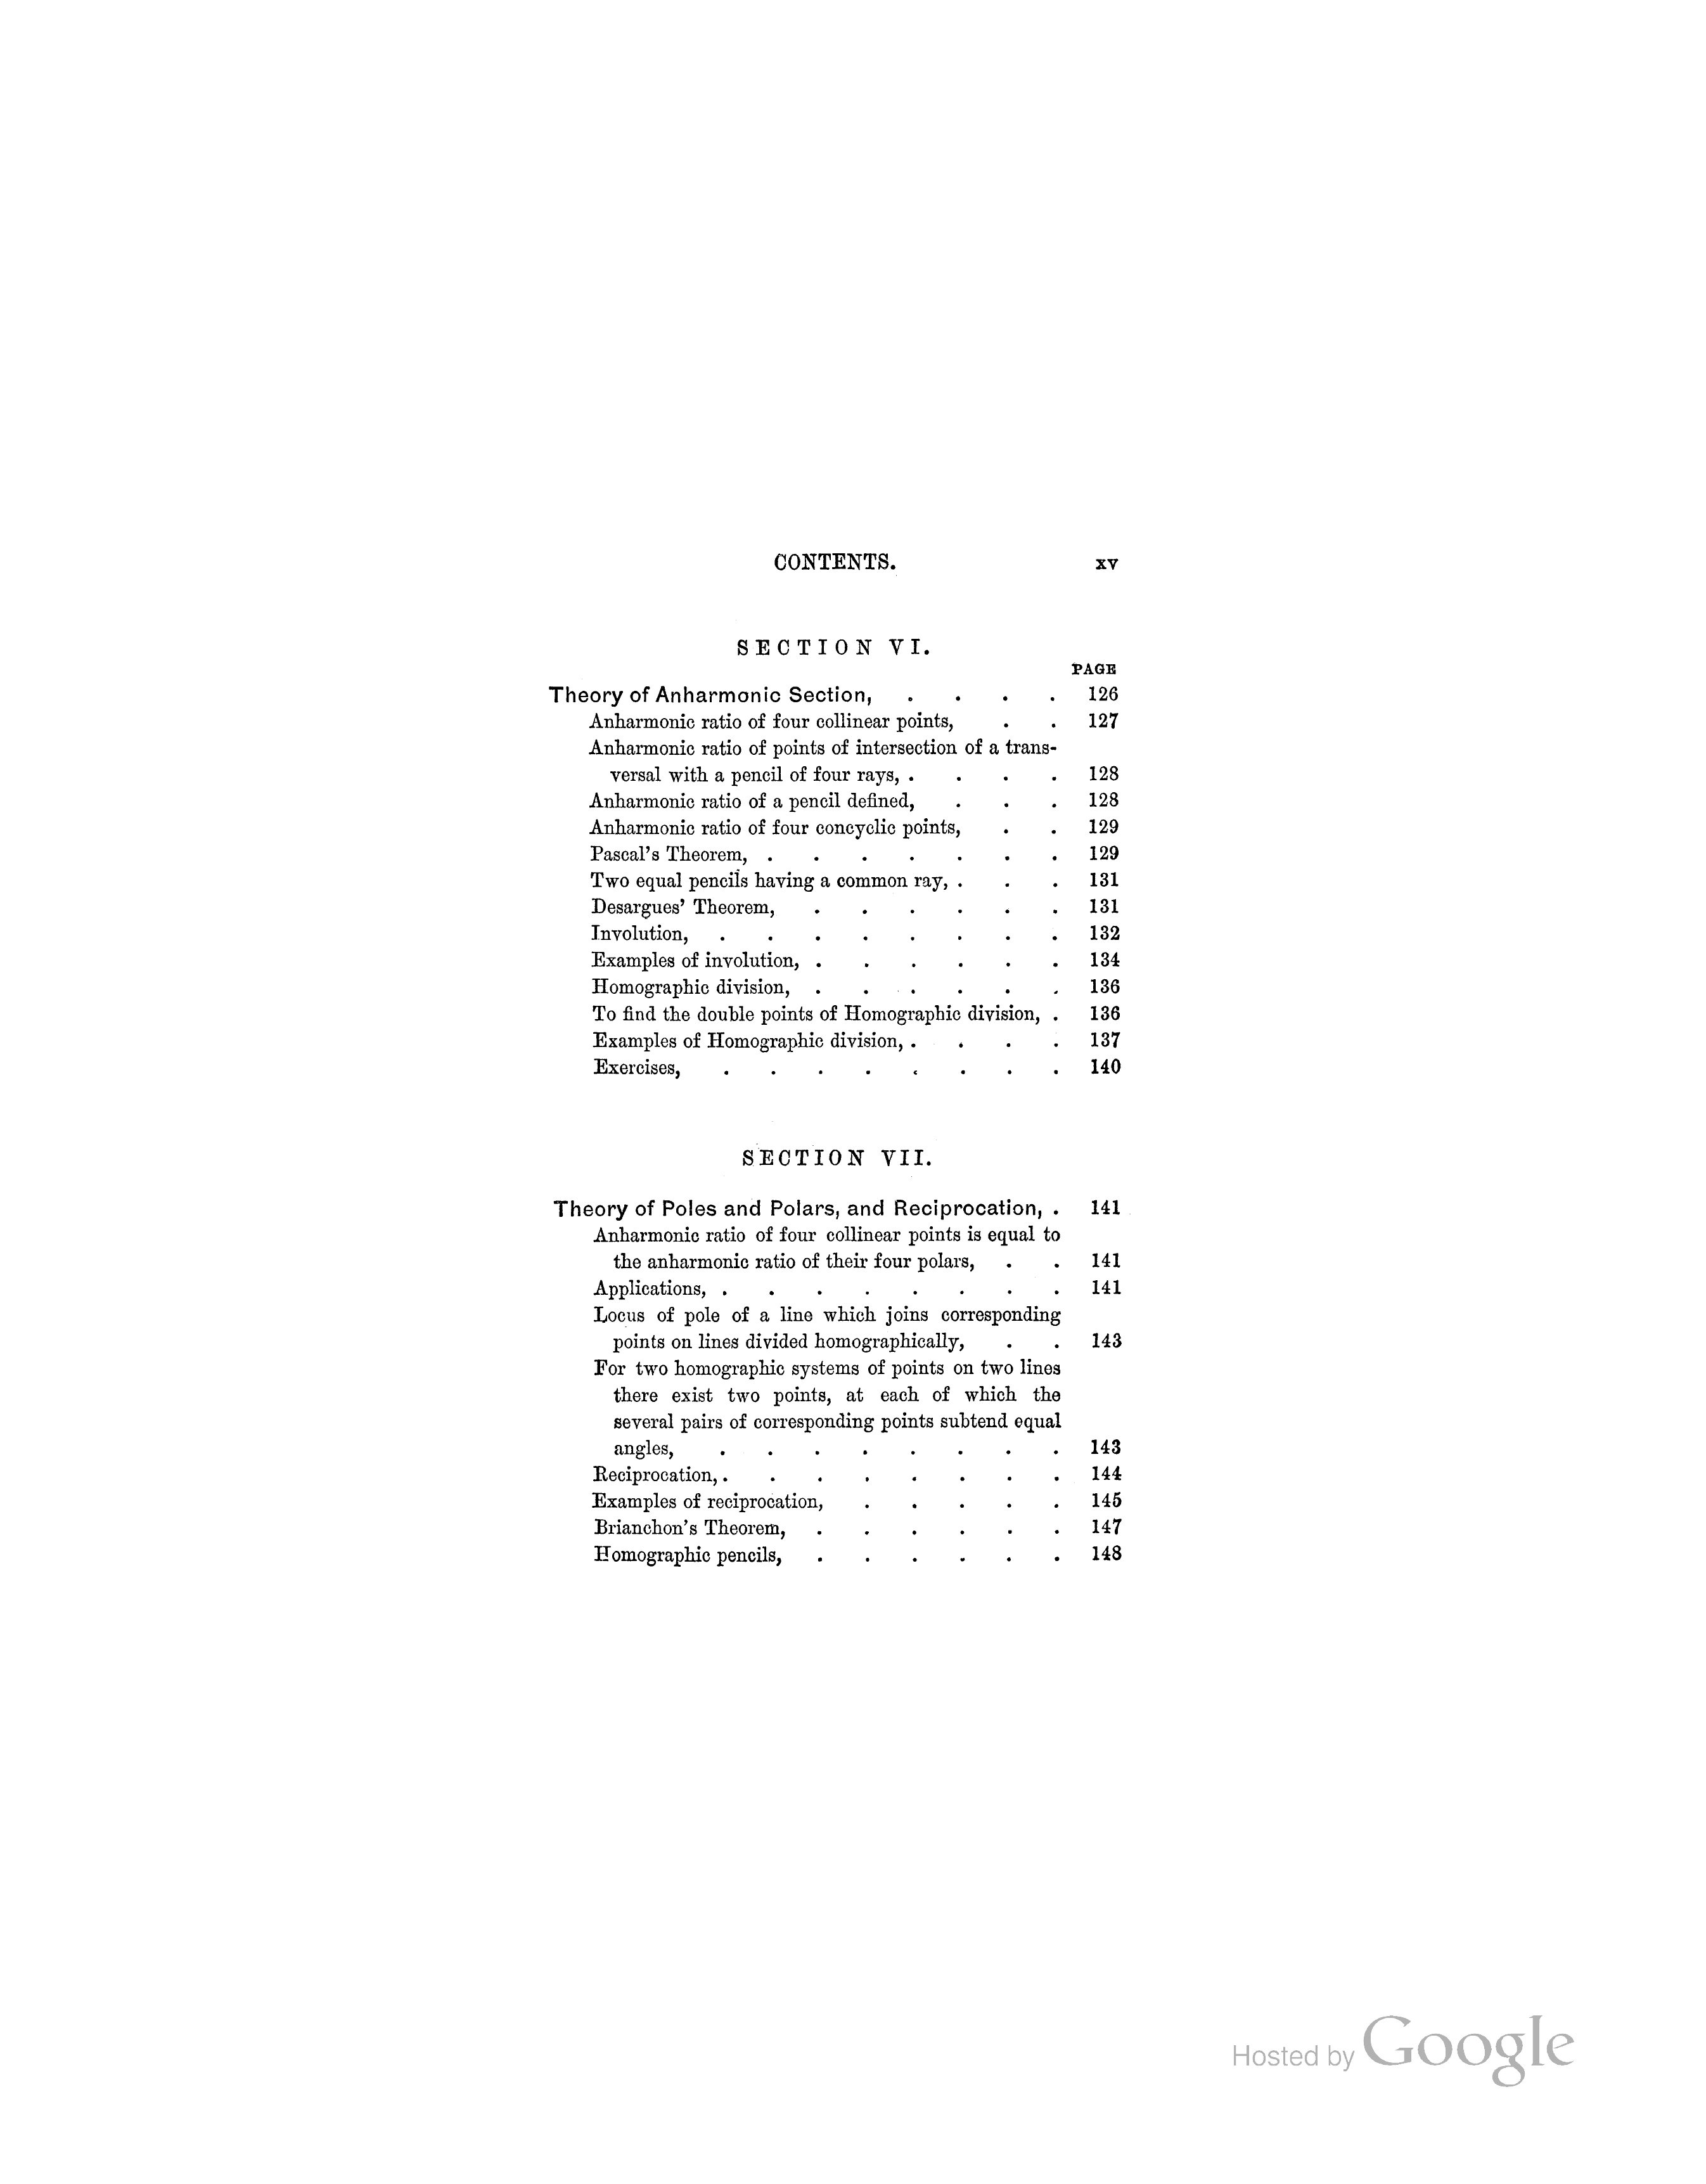 CONTENTS. xv
SECTION VI.
PAGE
Theory of Anharmonic Section, . . . . 126
Anharmonic ratio of four collinear points, . . 127
Anharmonic ratio of points of intersection of a trans-
versal with a pencil of four rays, . . . . 128
Anharmonic ratio of a pencil defined, . . . 128
Anharmonic ratio of four concyclic points, . . 129
Pascal's Theorem, . . . . . . . 129
Two equal pencils having a common ray, . . . 131
Desargues' Theorem, . . . . . . 131
Involution, . . . . . . . . 132
Examples of involution, . . . . . . 134
Homographic division, . . . . . . 136
To find the double points of Homographic division, . 136
Examples of Homographic division, . . . . 137
Exercises, . . . . . . . . 140
SECTION VII.
Theory of Poles and Polars, and Reciprocation, . 141
Anharmonic ratio of four collinear points is equal to
the anharmonic ratio of their four polars, . . 141
Applications, . . . . . . . . 141
Locus of pole of a line which joins corresponding
points on lines divided homographically, . . 143
For two homographic systems of points on two lines
there exist two points, at each of which the
several pairs of corresponding points subtend equal
angles, . . . . . . . . 143
Reciprocation, . . . . . . . . 144
Examples of reciprocation, . . . . . 145
Brianchon's Theorem, . . . . . . 147
Homographic pencils, . . . . . . 148
Hosted by Google